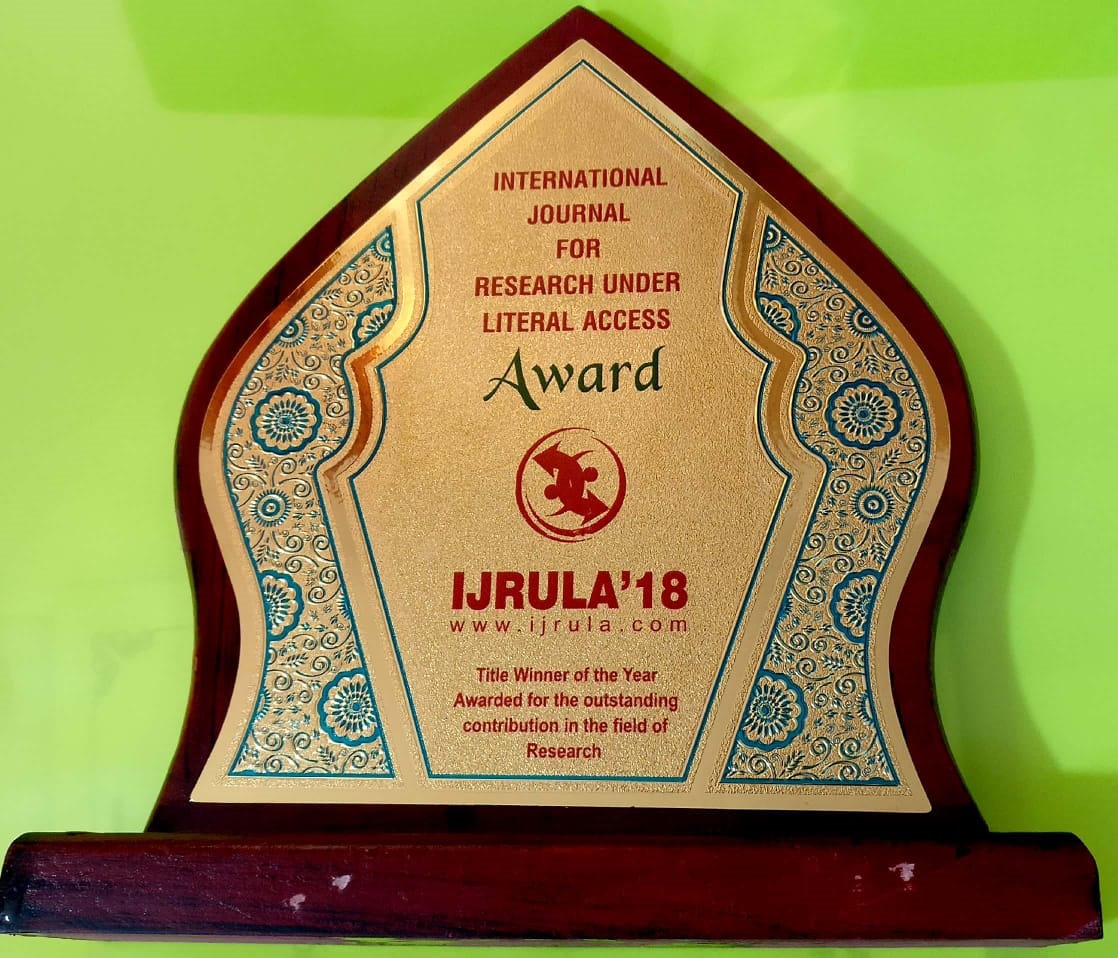 INTERNATIONAL
JOURNAL
FOR
RESEARCH UNDER
LITERAL ACCESS
Award
IJRULA'18
www.ijrula.com
Title Winner of the Year
Awarded for the outstanding
contribution in the field of
Research